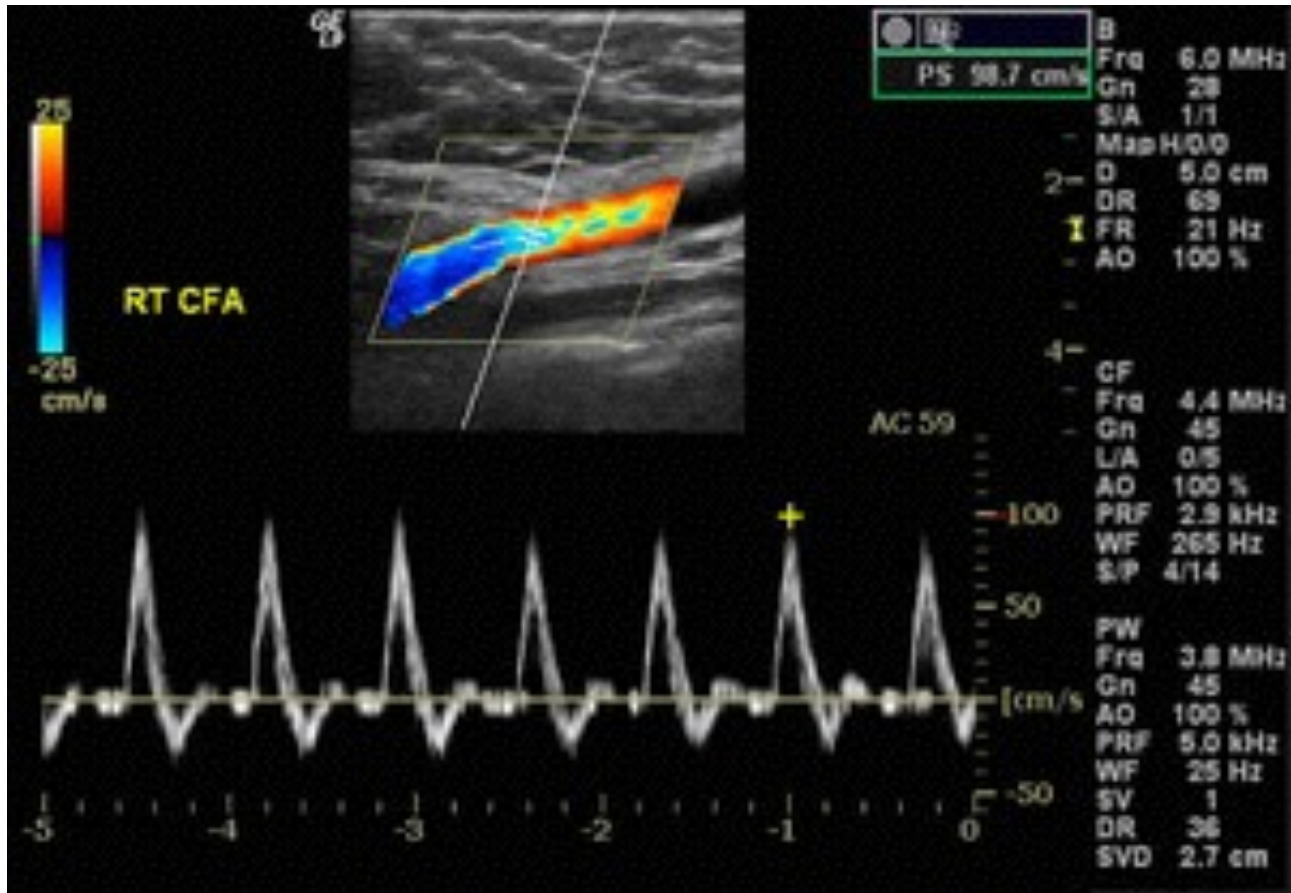 PS 98.7 cm/s
25
-25
cm/s
RT CFA
2
4
AC 59
100
50
[cm/s
-50
-5
-4
-3
-2
-1
0
B
Frq 6.0 MHz
Gn 28
S/A 1/1
Map H/0/0
D 5.0 cm
DR 69
FR 21 Hz
AO 100 %
CF
Frq 4.4 MHz
Gn 45
L/A 0/5
AO 100 %
PRF 2.9 kHz
WF 265 Hz
S/P 4/14
PW
Frq 3.8 MHz
Gn 45
AO 100 %
PRF 5.0 kHz
WF 25 Hz
SV 1
DR 36
SVD 2.7 cm